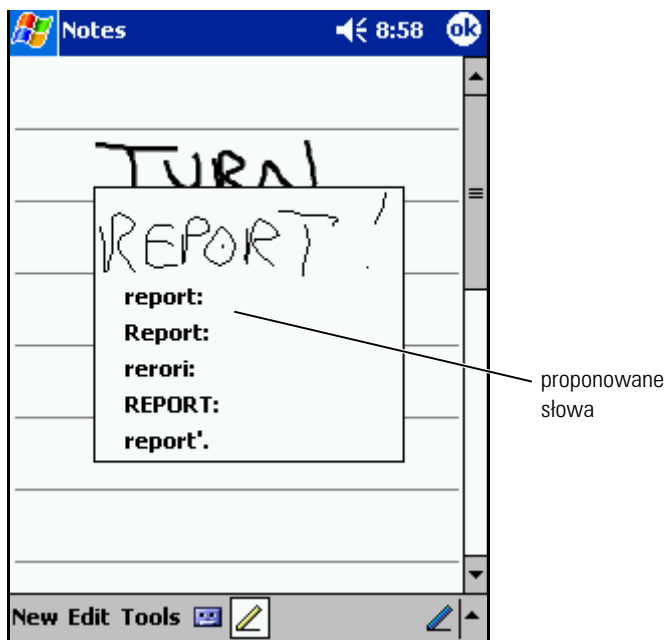 Notes 8:58 ok
TURN
REPORT!
report:
Report:
rerori:
REPORT:
report'.
proponowane
słowa
New Edit Tools